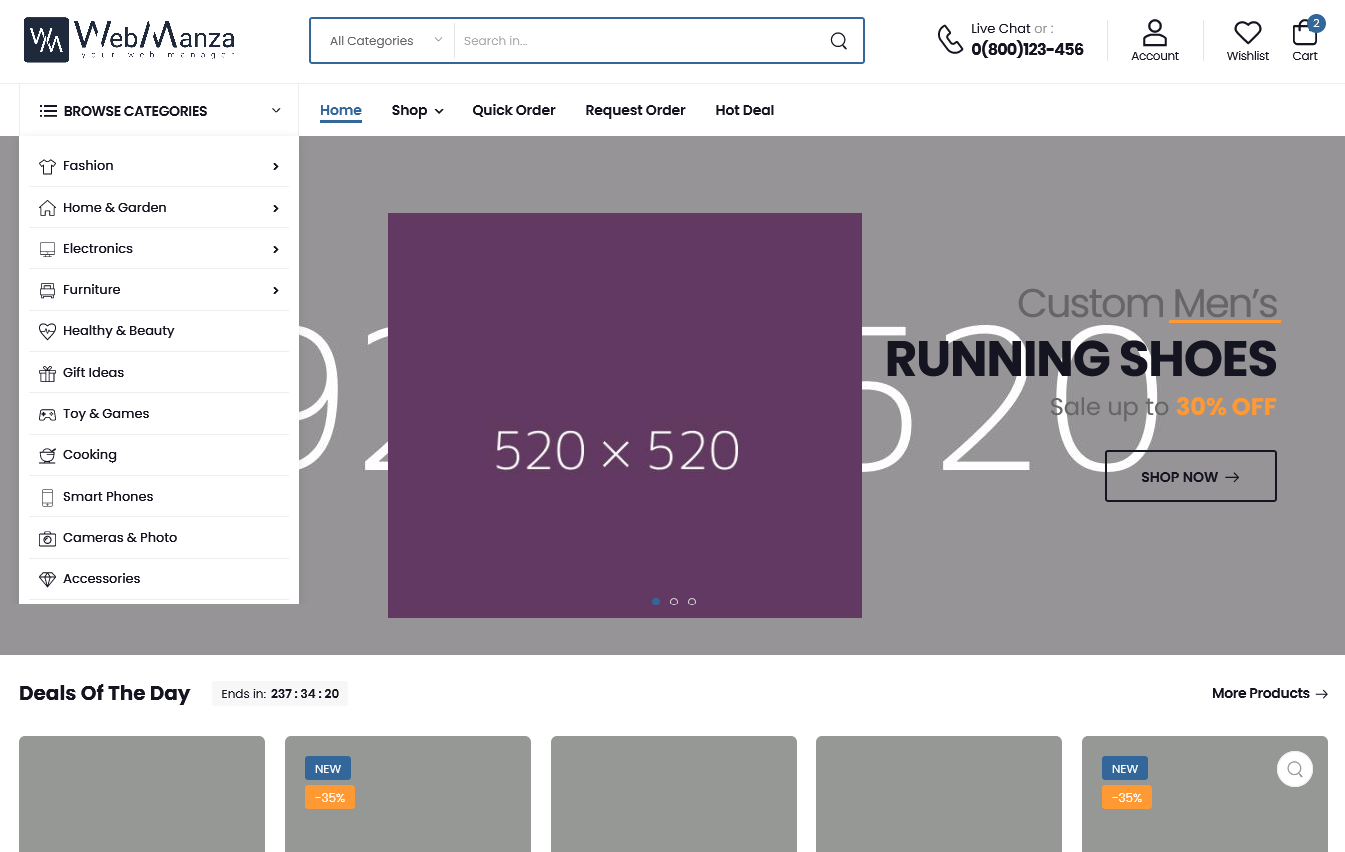 WebManza
your web manager
All Categories
Search in...
Live Chat or :
0(800)123-456
Account
Wishlist
2
Cart
BROWSE CATEGORIES
Home
Shop
Quick Order
Request Order
Hot Deal
Fashion
Home & Garden
Electronics
Furniture
Healthy & Beauty
Gift Ideas
Toy & Games
Cooking
Smart Phones
Cameras & Photo
Accessories
520 × 520
520
Custom Men's
RUNNING SHOES
Sale up to 30% OFF
SHOP NOW
Deals Of The Day
Ends in: 237 : 34 : 20
More Products
NEW
-35%
NEW
-35%